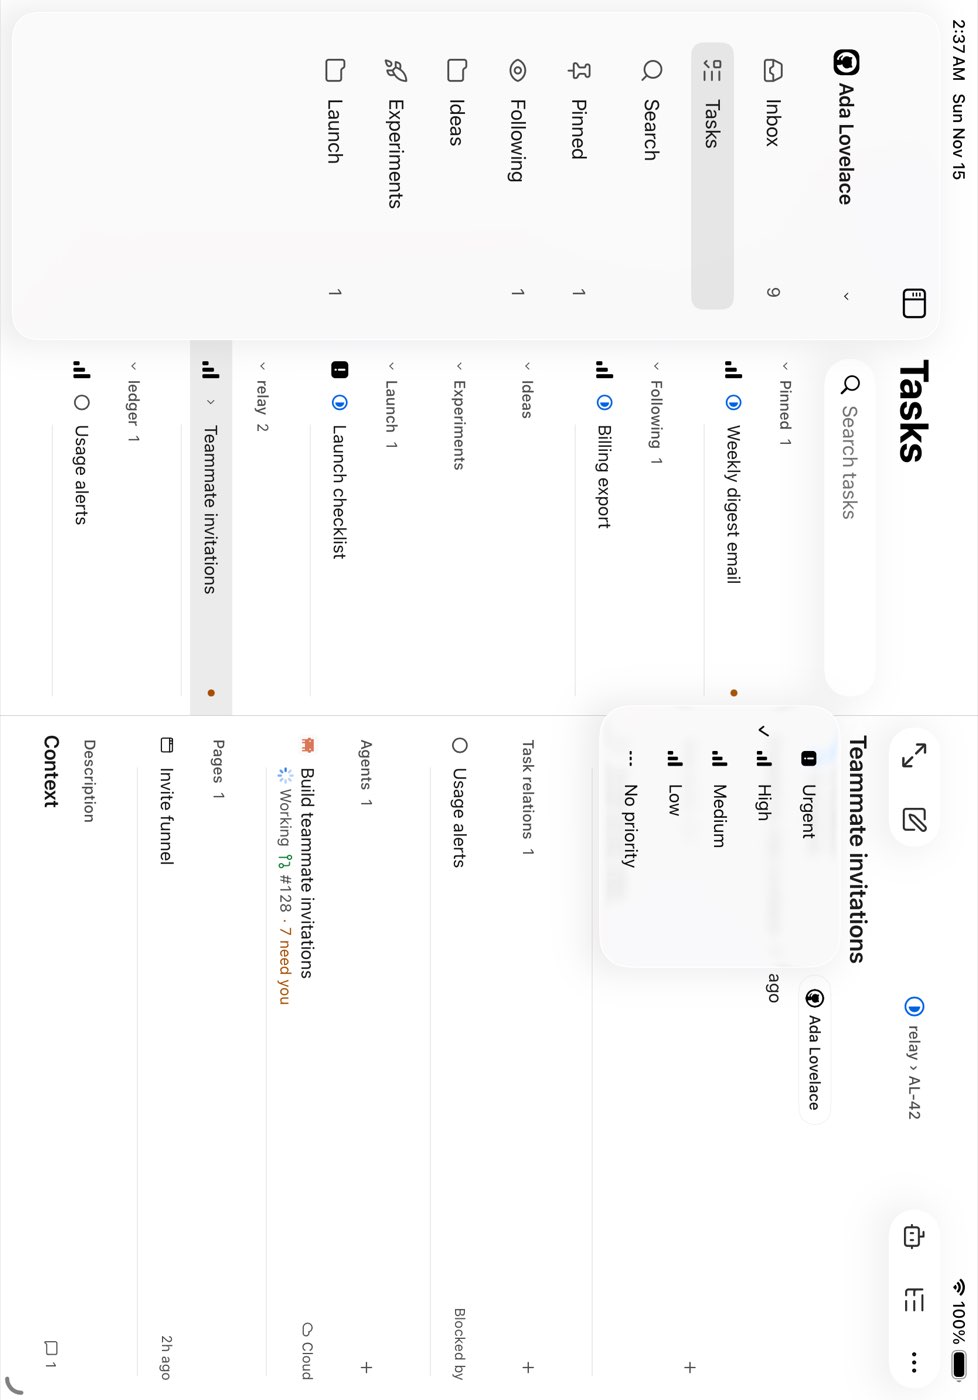 2:37 AM Sun Nov 15
100%
Ada Lovelace
Inbox 9
Tasks
Search
Pinned 1
Following 1
Ideas
Experiments
Launch 1
Tasks
Search tasks
Pinned 1
Weekly digest email
Following 1
Billing export
Ideas
Experiments
Launch 1
Launch checklist
relay 2
Teammate invitations
ledger 1
Usage alerts
relay › AL-42
Teammate invitations
Ada Lovelace
ago
Urgent
High
Medium
Low
No priority
Task relations 1
Usage alerts Blocked by
Agents 1
Build teammate invitations Cloud
Working #128 · 7 need you
Pages 1
Invite funnel 2h ago
Description
Context 1